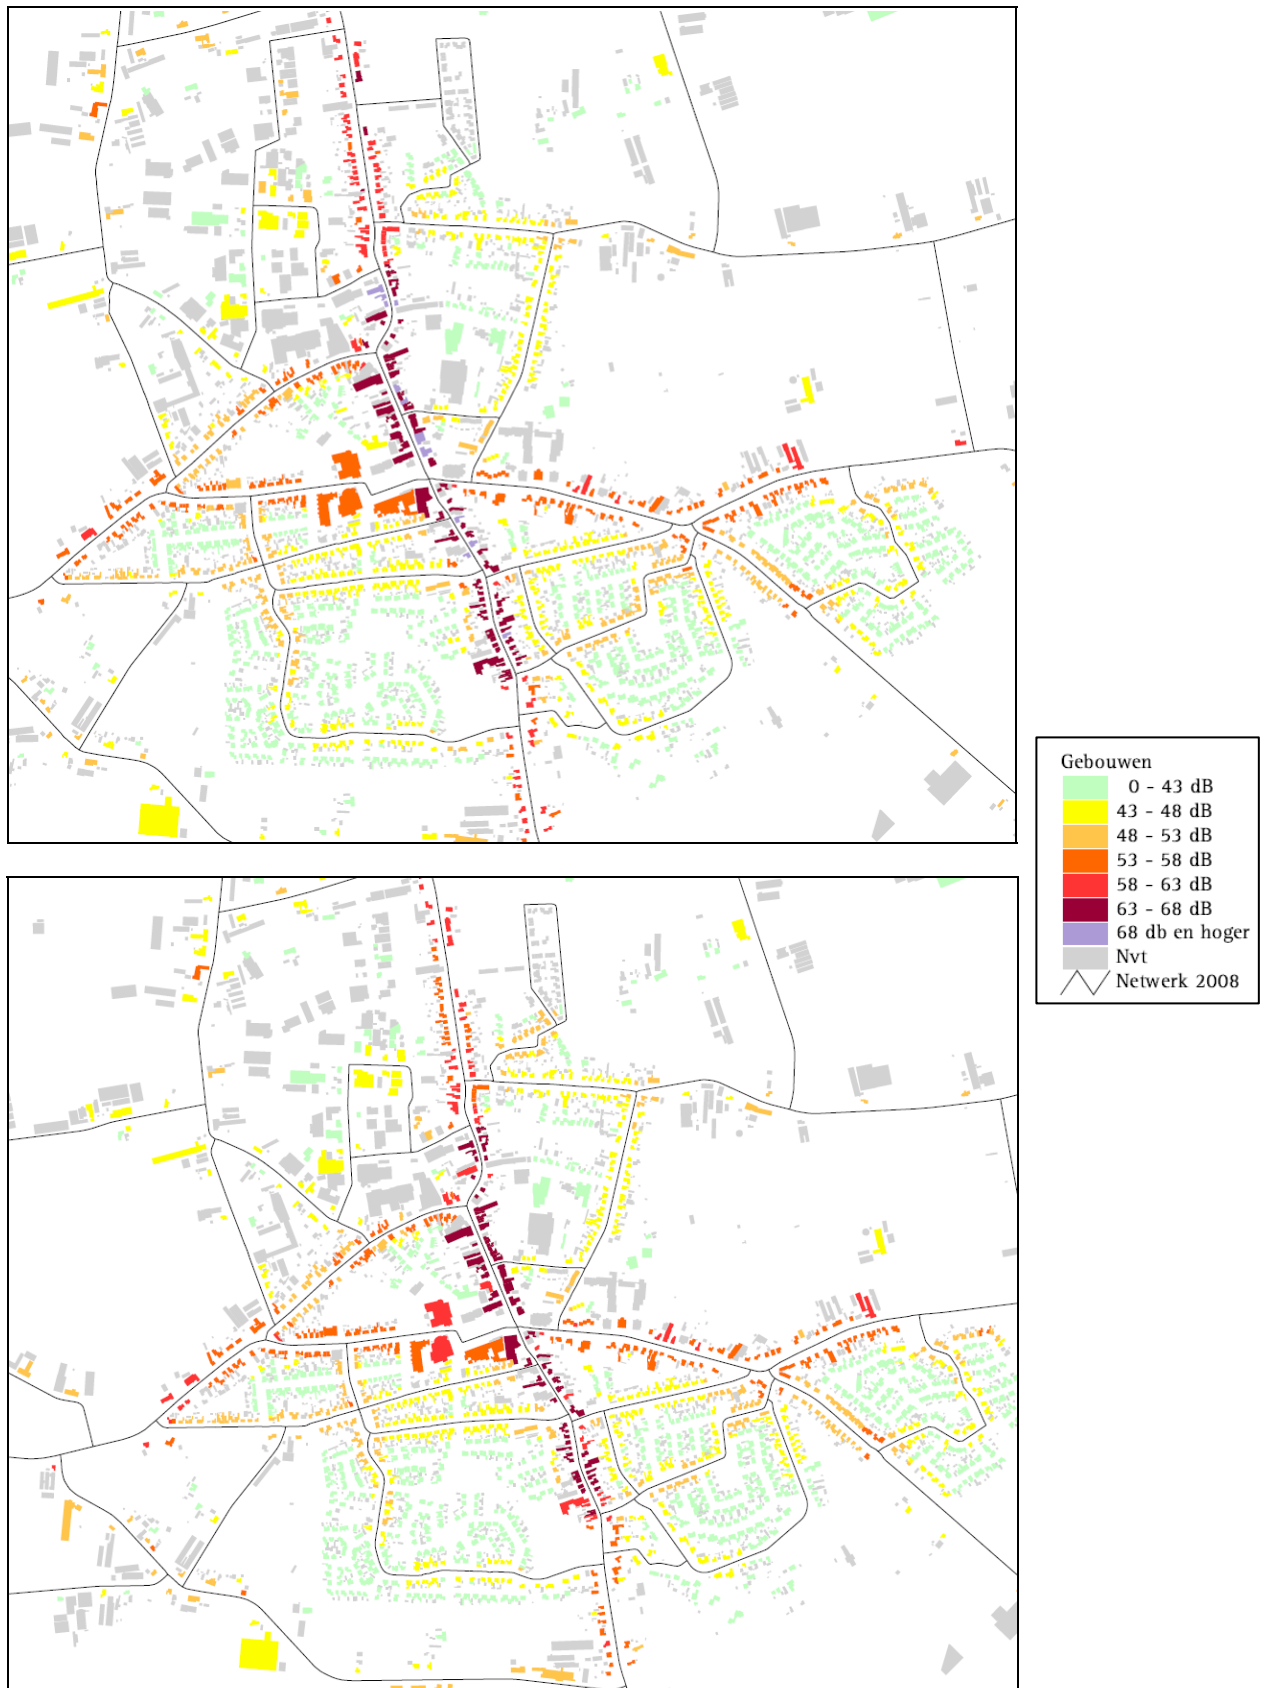 Gebouwen
0 - 43 dB
43 - 48 dB
48 - 53 dB
53 - 58 dB
58 - 63 dB
63 - 68 dB
68 db en hoger
Nvt
Netwerk 2008